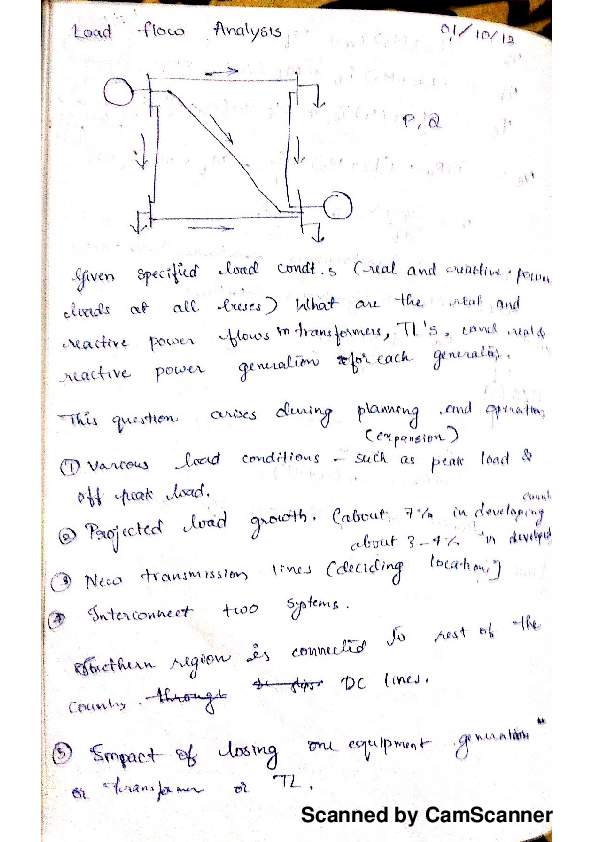 Load flow Analysis 01/10/12
P, Q
Given specified load condt.s (real and reactive power
loads at all buses) What are the real and
reactive power flows in transformers, TL's, and real &
reactive power generation for each generator.
This question arises during planning and operation
(expansion)
① Various load conditions - such as peak load &
off peak load.
count
② Projected load growth. (about 7% in developing
about 3-4% in developed
③ New transmission lines (deciding location)
④ Interconnect two systems.
region is connected to rest of the
country through DC lines.
⑤ Impact of losing one equipment generation
or transformer or TL.
Scanned by CamScanner